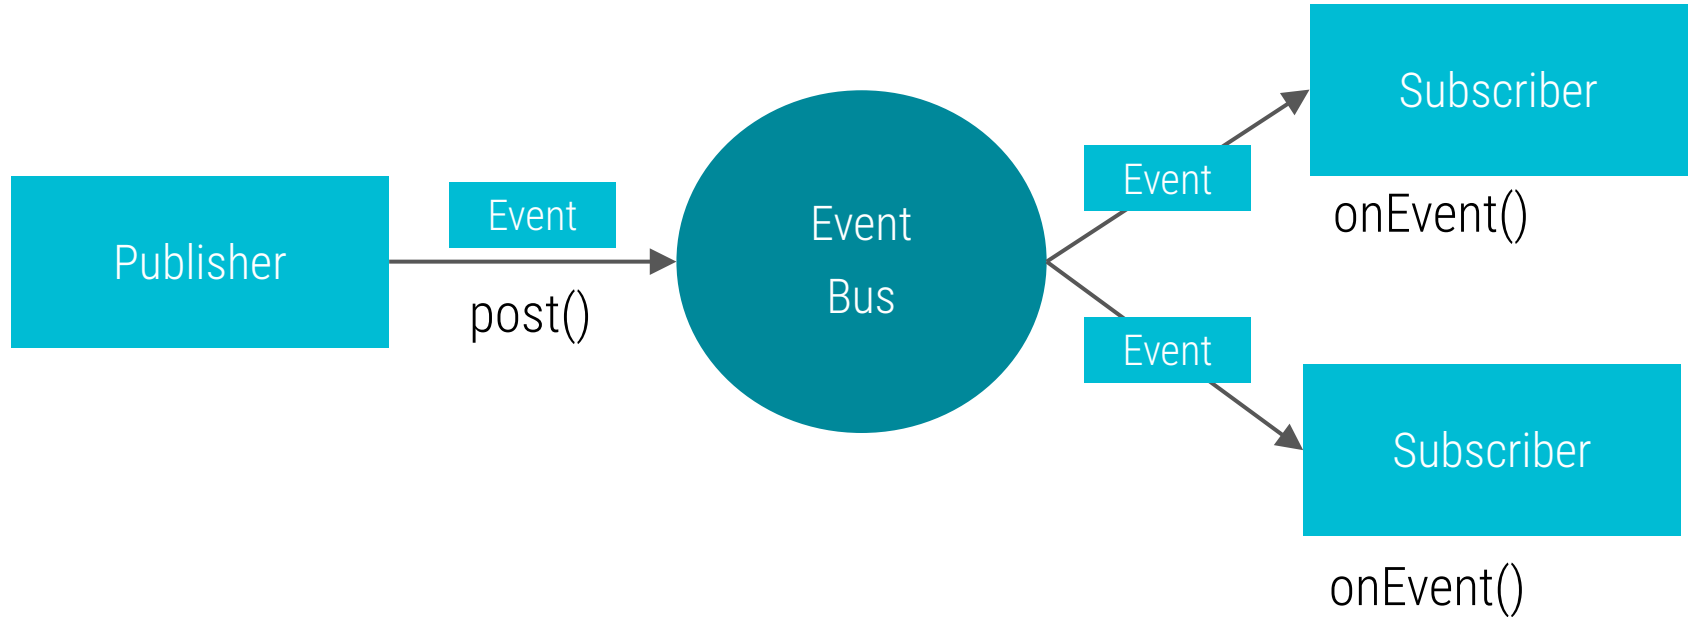 Publisher
Event
post()
Event
Bus
Event
Subscriber
onEvent()
Event
Subscriber
onEvent()